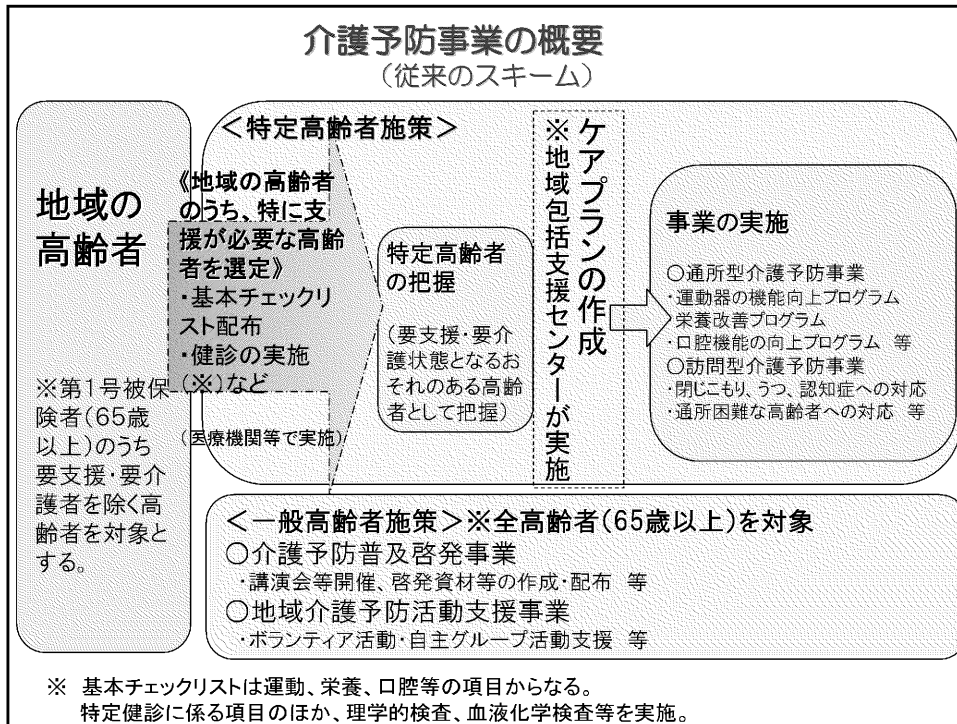 介護予防事業の概要
(従来のスキーム)
地域の
高齢者
※第1号被保
険者(65歳
以上)のうち
要支援・要介
護者を除く高
齢者を対象と
する。
＜特定高齢者施策＞
《地域の高齢者
のうち、特に支
援が必要な高齢
者を選定》
・基本チェックリ
スト配布
・健診の実施
(※)など
(医療機関等で実施)
特定高齢者
の把握
(要支援・要介
護状態となるお
それのある高齢
者として把握)
ケアプランの作成
※地域包括支援センターが実施
事業の実施
○通所型介護予防事業
・運動器の機能向上プログラム
・栄養改善プログラム
・口腔機能の向上プログラム 等
○訪問型介護予防事業
・閉じこもり、うつ、認知症への対応
・通所困難な高齢者への対応 等
＜一般高齢者施策＞※全高齢者(65歳以上)を対象
○介護予防普及啓発事業
・講演会等開催、啓発資材等の作成・配布 等
○地域介護予防活動支援事業
・ボランティア活動・自主グループ活動支援 等
※ 基本チェックリストは運動、栄養、口腔等の項目からなる。
特定健診に係る項目のほか、理学的検査、血液化学検査等を実施。